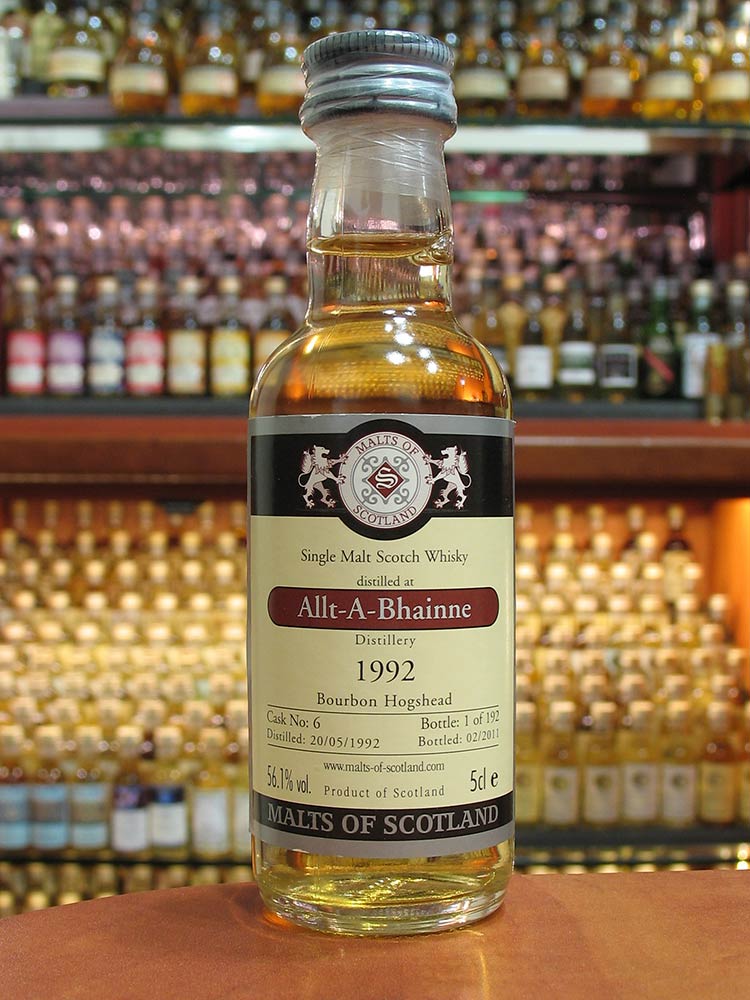 MALTS OF
S
SCOTLAND
Single Malt Scotch Whisky
distilled at
Allt-A-Bhainne
Distillery
1992
Bourbon Hogshead
Cask No: 6 Bottle: 1 of 192
Distilled: 20/05/1992 Bottled: 02/2011
www.malts-of-scotland.com
56.1% vol. Product of Scotland 5cl e
MALTS OF SCOTLAND